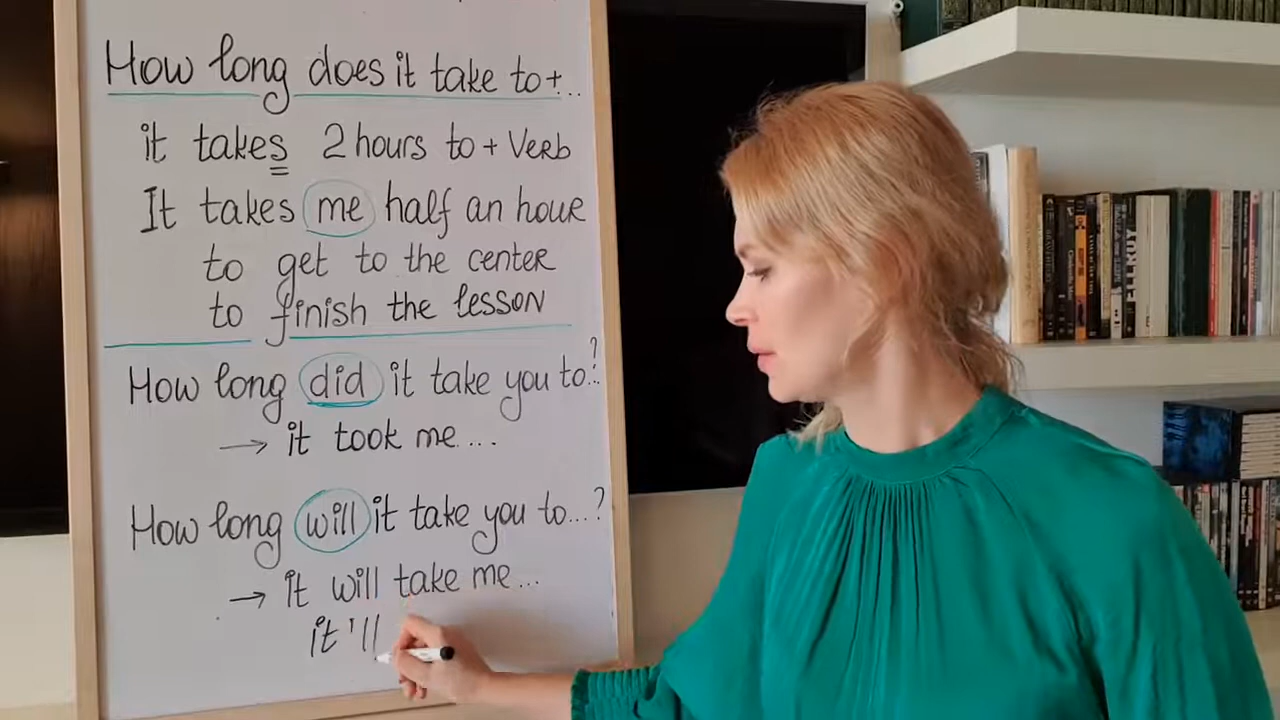 How long does it take to +...
it takes 2 hours to + Verb
It takes me half an hour
to get to the center
to finish the lesson
How long did it take you to...?
→ it took me...
How long will it take you to...?
→ it will take me...
it'll